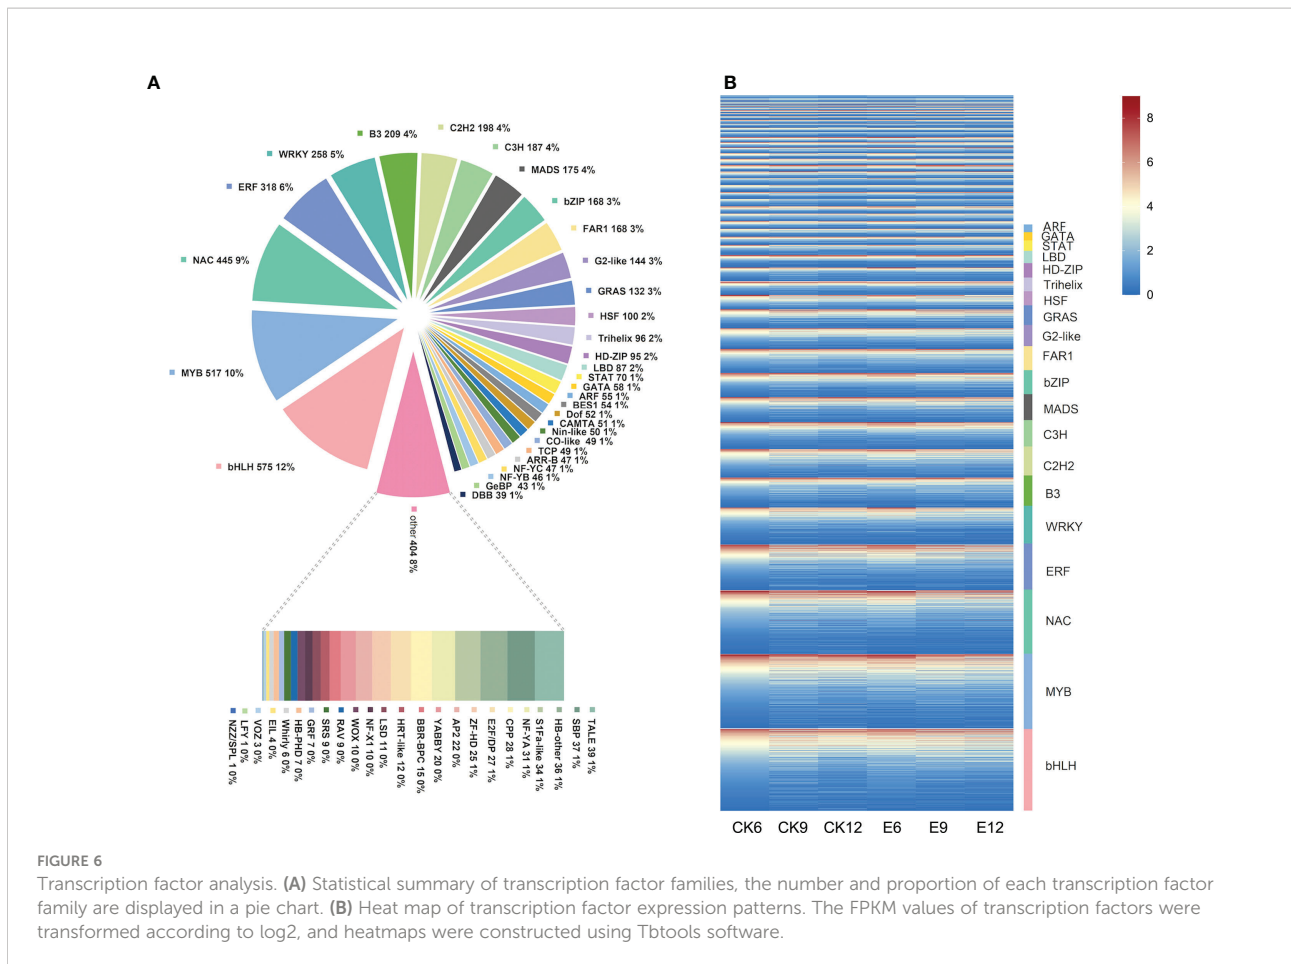 A
B3 209 4%
C2H2 198 4%
WRKY 258 5%
C3H 187 4%
MADS 175 4%
ERF 318 6%
bZIP 168 3%
FAR1 168 3%
NAC 445 9%
G2-like 144 3%
GRAS 132 3%
HSF 100 2%
Trihelix 96 2%
HD-ZIP 95 2%
LBD 87 2%
MYB 517 10%
STAT 70 1%
GATA 58 1%
ARF 55 1%
BES1 54 1%
Dof 52 1%
CAMTA 51 1%
Nin-like 50 1%
CO-like 49 1%
TCP 49 1%
ARR-B 47 1%
bHLH 575 12%
NF-YC 47 1%
NF-YB 46 1%
GeBP 43 1%
DBB 39 1%
other 404 8%
NZZ/SPL 1 0%
LFY 1 0%
VOZ 3 0%
EIL 4 0%
Whirly 6 0%
HB-PHD 7 0%
GRF 7 0%
SRS 9 0%
RAV 9 0%
WOX 10 0%
NF-X1 10 0%
LSD 11 0%
HRT-like 12 0%
BBR-BPC 15 0%
YABBY 20 0%
AP2 22 0%
ZF-HD 25 1%
E2F/DP 27 1%
CPP 28 1%
NF-YA 31 1%
S1Fa-like 34 1%
HB-other 36 1%
SBP 37 1%
TALE 39 1%
B
8
6
4
2
0
ARF
GATA
STAT
LBD
HD-ZIP
Trihelix
HSF
GRAS
G2-like
FAR1
bZIP
MADS
C3H
C2H2
B3
WRKY
ERF
NAC
MYB
bHLH
CK6 CK9 CK12 E6 E9 E12
FIGURE 6
Transcription factor analysis. (A) Statistical summary of transcription factor families, the number and proportion of each transcription factor
family are displayed in a pie chart. (B) Heat map of transcription factor expression patterns. The FPKM values of transcription factors were
transformed according to log2, and heatmaps were constructed using Tbtools software.